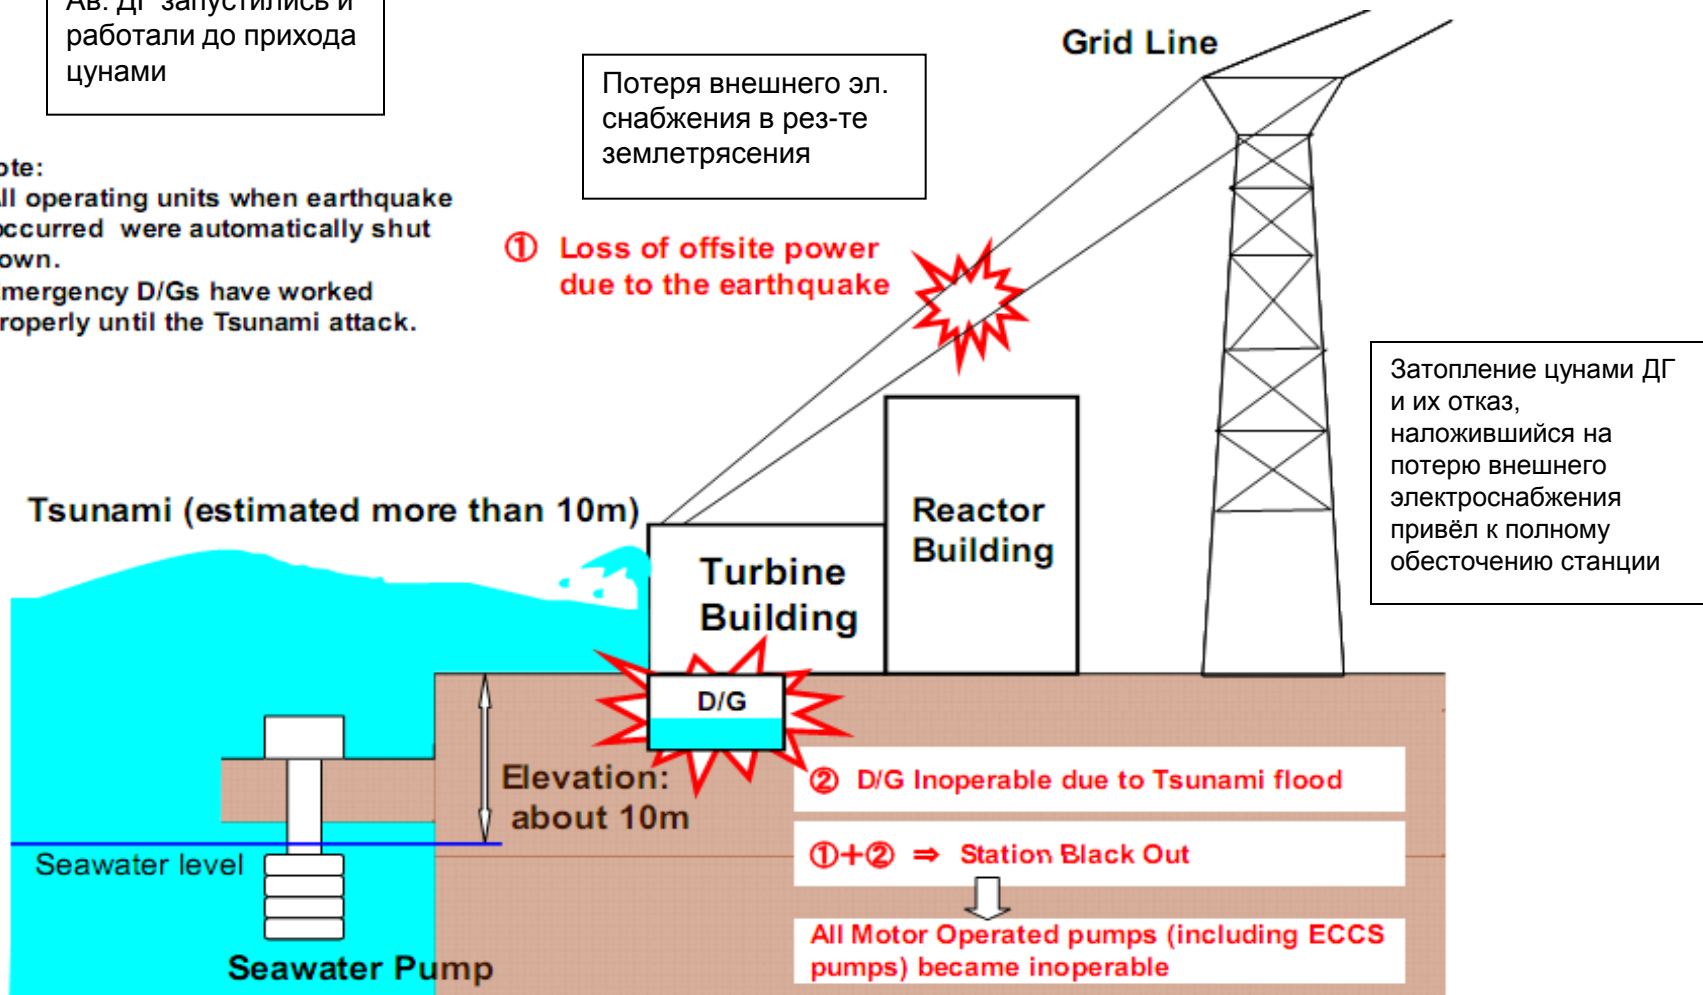 Ав. ДГ запустились и
работали до прихода
цунами
Grid Line
Потеря внешнего эл.
снабжения в рез-те
землетрясения
ote:
ll operating units when earthquake
occurred were automatically shut
own.
mergency D/Gs have worked
roperly until the Tsunami attack.
① Loss of offsite power
due to the earthquake
Затопление цунами ДГ
и их отказ,
наложившийся на
потерю внешнего
электроснабжения
привёл к полному
обесточению станции
Tsunami (estimated more than 10m)
Reactor
Building
Turbine
Building
D/G
Elevation:
about 10m
② D/G Inoperable due to Tsunami flood
①+② ⇒ Station Black Out
Seawater level
All Motor Operated pumps (including ECCS
pumps) became inoperable
Seawater Pump